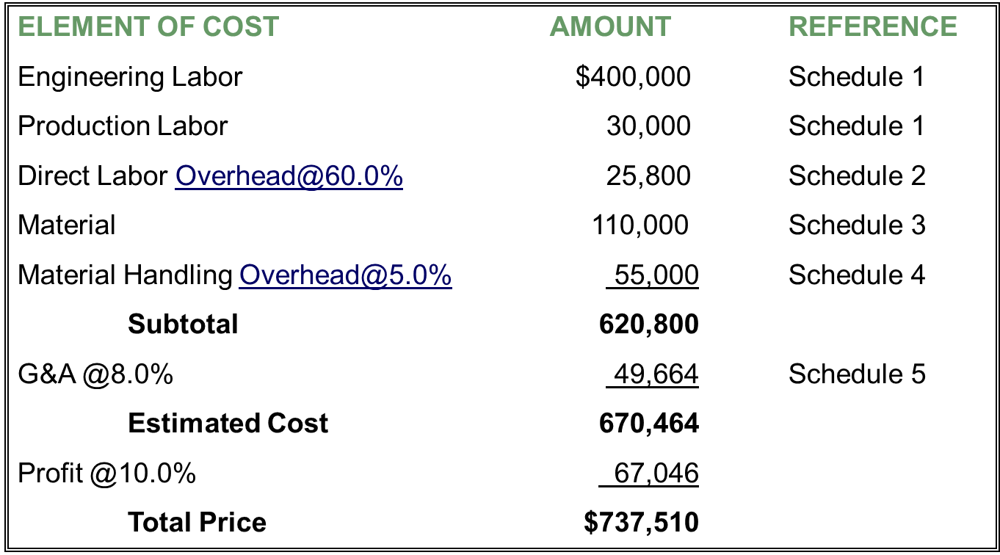 ELEMENT OF COST AMOUNT REFERENCE
Engineering Labor $400,000 Schedule 1
Production Labor 30,000 Schedule 1
Direct Labor Overhead@60.0% 25,800 Schedule 2
Material 110,000 Schedule 3
Material Handling Overhead@5.0% 55,000 Schedule 4
Subtotal 620,800
G&A @8.0% 49,664 Schedule 5
Estimated Cost 670,464
Profit @10.0% 67,046
Total Price $737,510